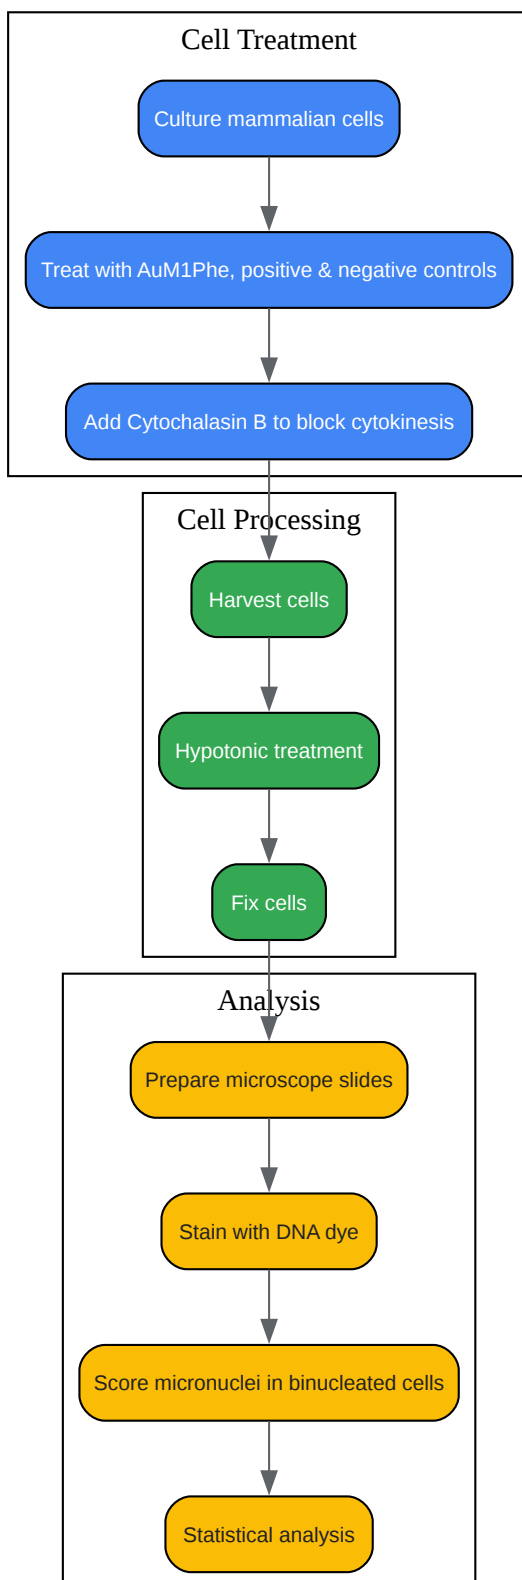 Cell Treatment
Culture mammalian cells
Treat with AuM1Phe, positive & negative controls
Add Cytochalasin B to block cytokinesis
Cell Processing
Harvest cells
Hypotonic treatment
Fix cells
Analysis
Prepare microscope slides
Stain with DNA dye
Score micronuclei in binucleated cells
Statistical analysis